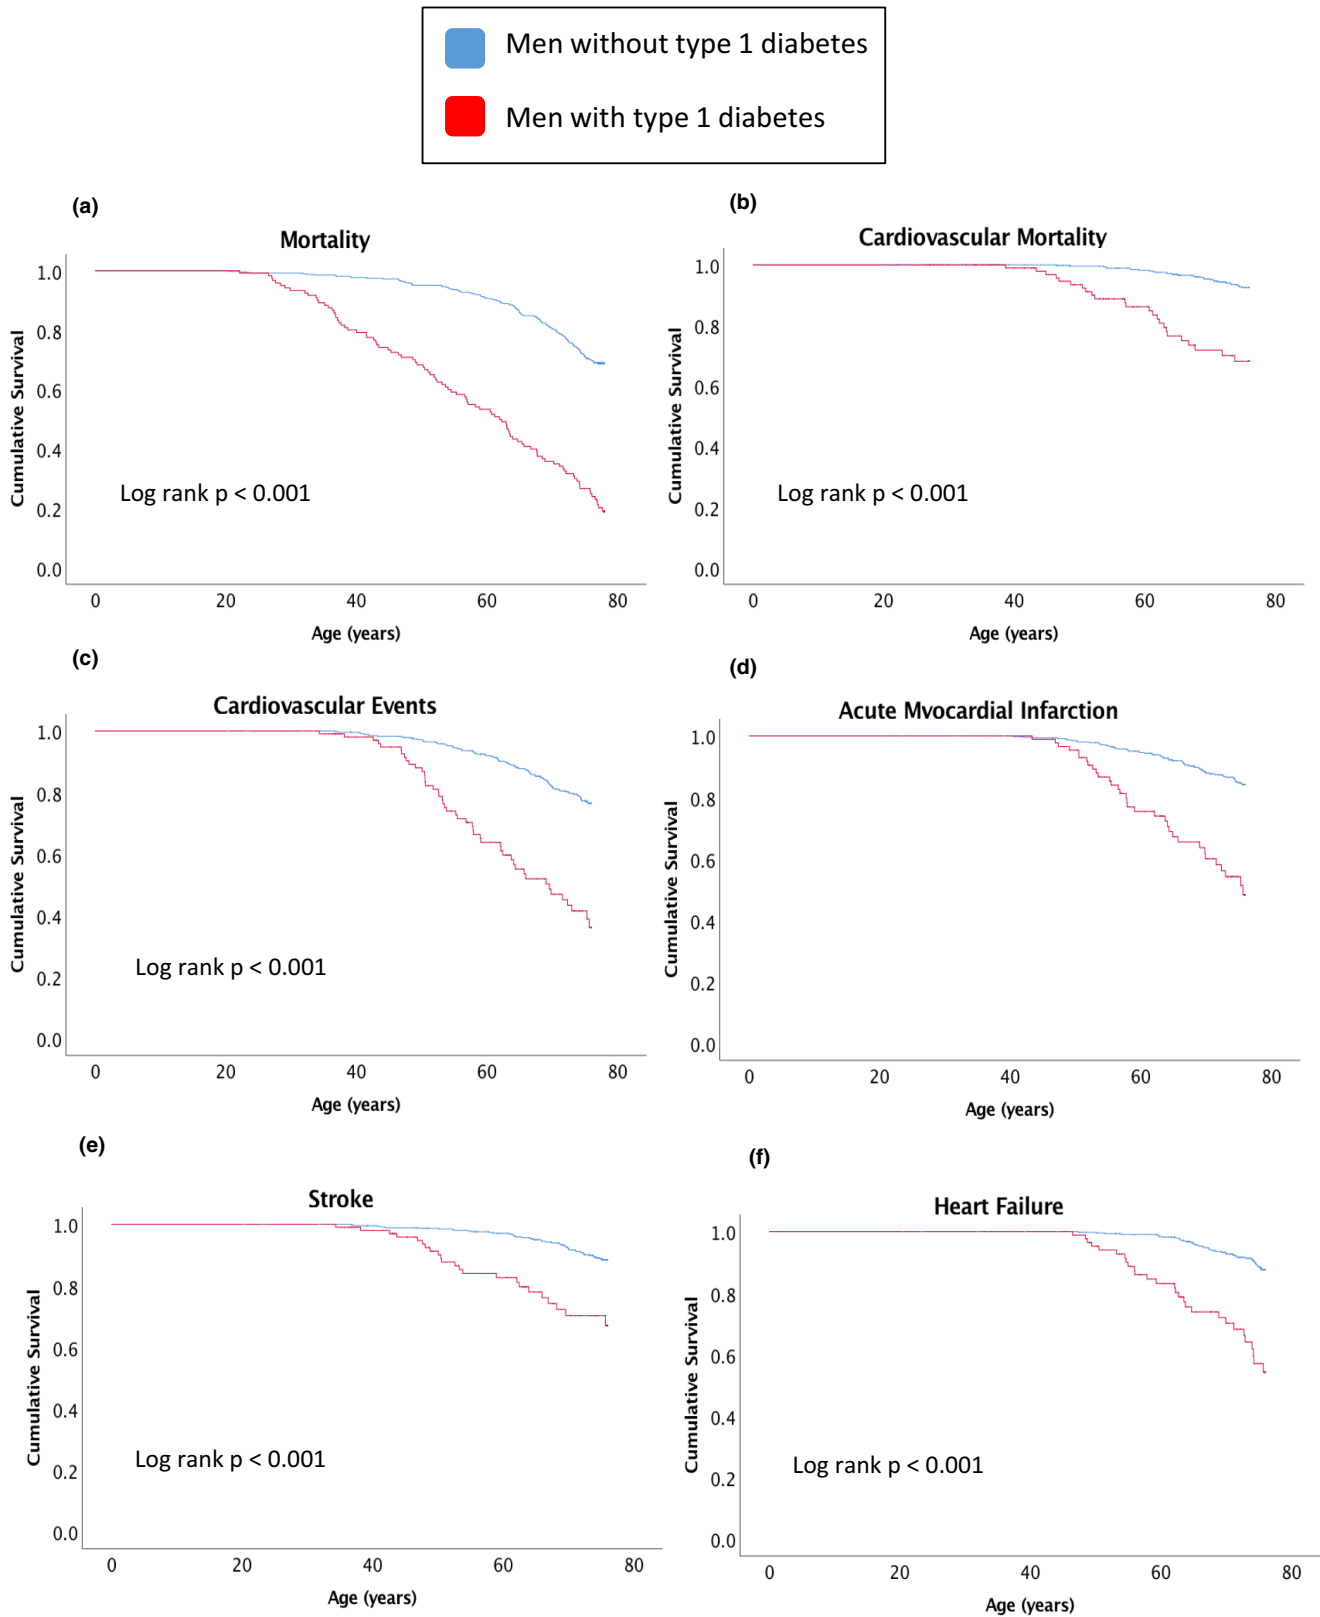 Men without type 1 diabetes
Men with type 1 diabetes
(a)
Mortality
Cumulative Survival
1.0
0.8
0.6
0.4
0.2
0.0
Log rank p < 0.001
0 20 40 60 80
Age (years)
(b)
Cardiovascular Mortality
Cumulative Survival
1.0
0.8
0.6
0.4
0.2
0.0
Log rank p < 0.001
0 20 40 60 80
Age (years)
(c)
Cardiovascular Events
Cumulative Survival
1.0
0.8
0.6
0.4
0.2
0.0
Log rank p < 0.001
0 20 40 60 80
Age (years)
(d)
Acute Mvocardial Infarction
Cumulative Survival
1.0
0.8
0.6
0.4
0.2
0.0
0 20 40 60 80
Age (years)
(e)
Stroke
Cumulative Survival
1.0
0.8
0.6
0.4
0.2
0.0
Log rank p < 0.001
0 20 40 60 80
Age (years)
(f)
Heart Failure
Cumulative Survival
1.0
0.8
0.6
0.4
0.2
0.0
Log rank p < 0.001
0 20 40 60 80
Age (years)